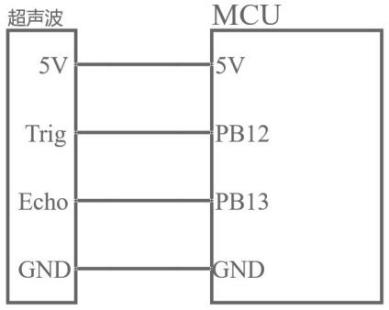 超声波 MCU
5V 5V
Trig PB12
Echo PB13
GND GND